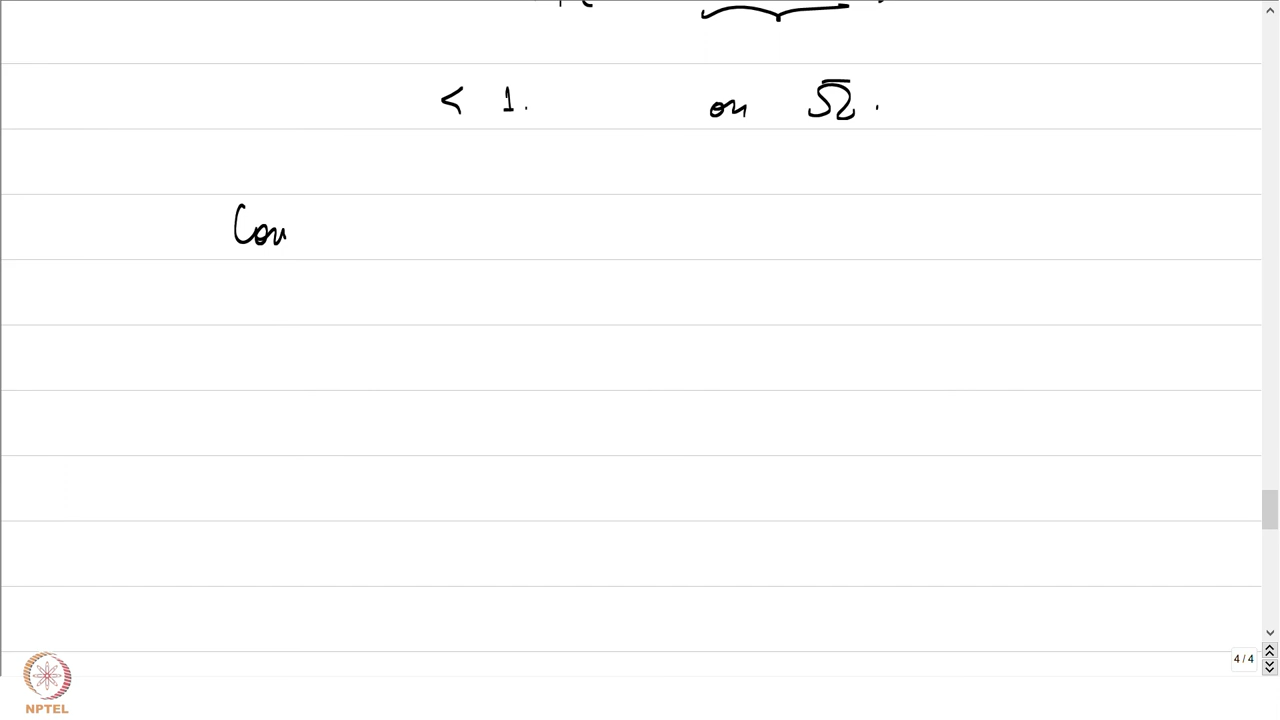 < 1. on Ω̅.
Con
4 / 4
NPTEL